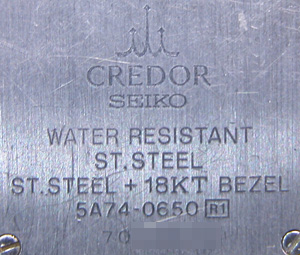 CREDOR
SEIKO
WATER RESISTANT
ST.STEEL
ST.STEEL + 18KT BEZEL
5A74-0650 R1
70